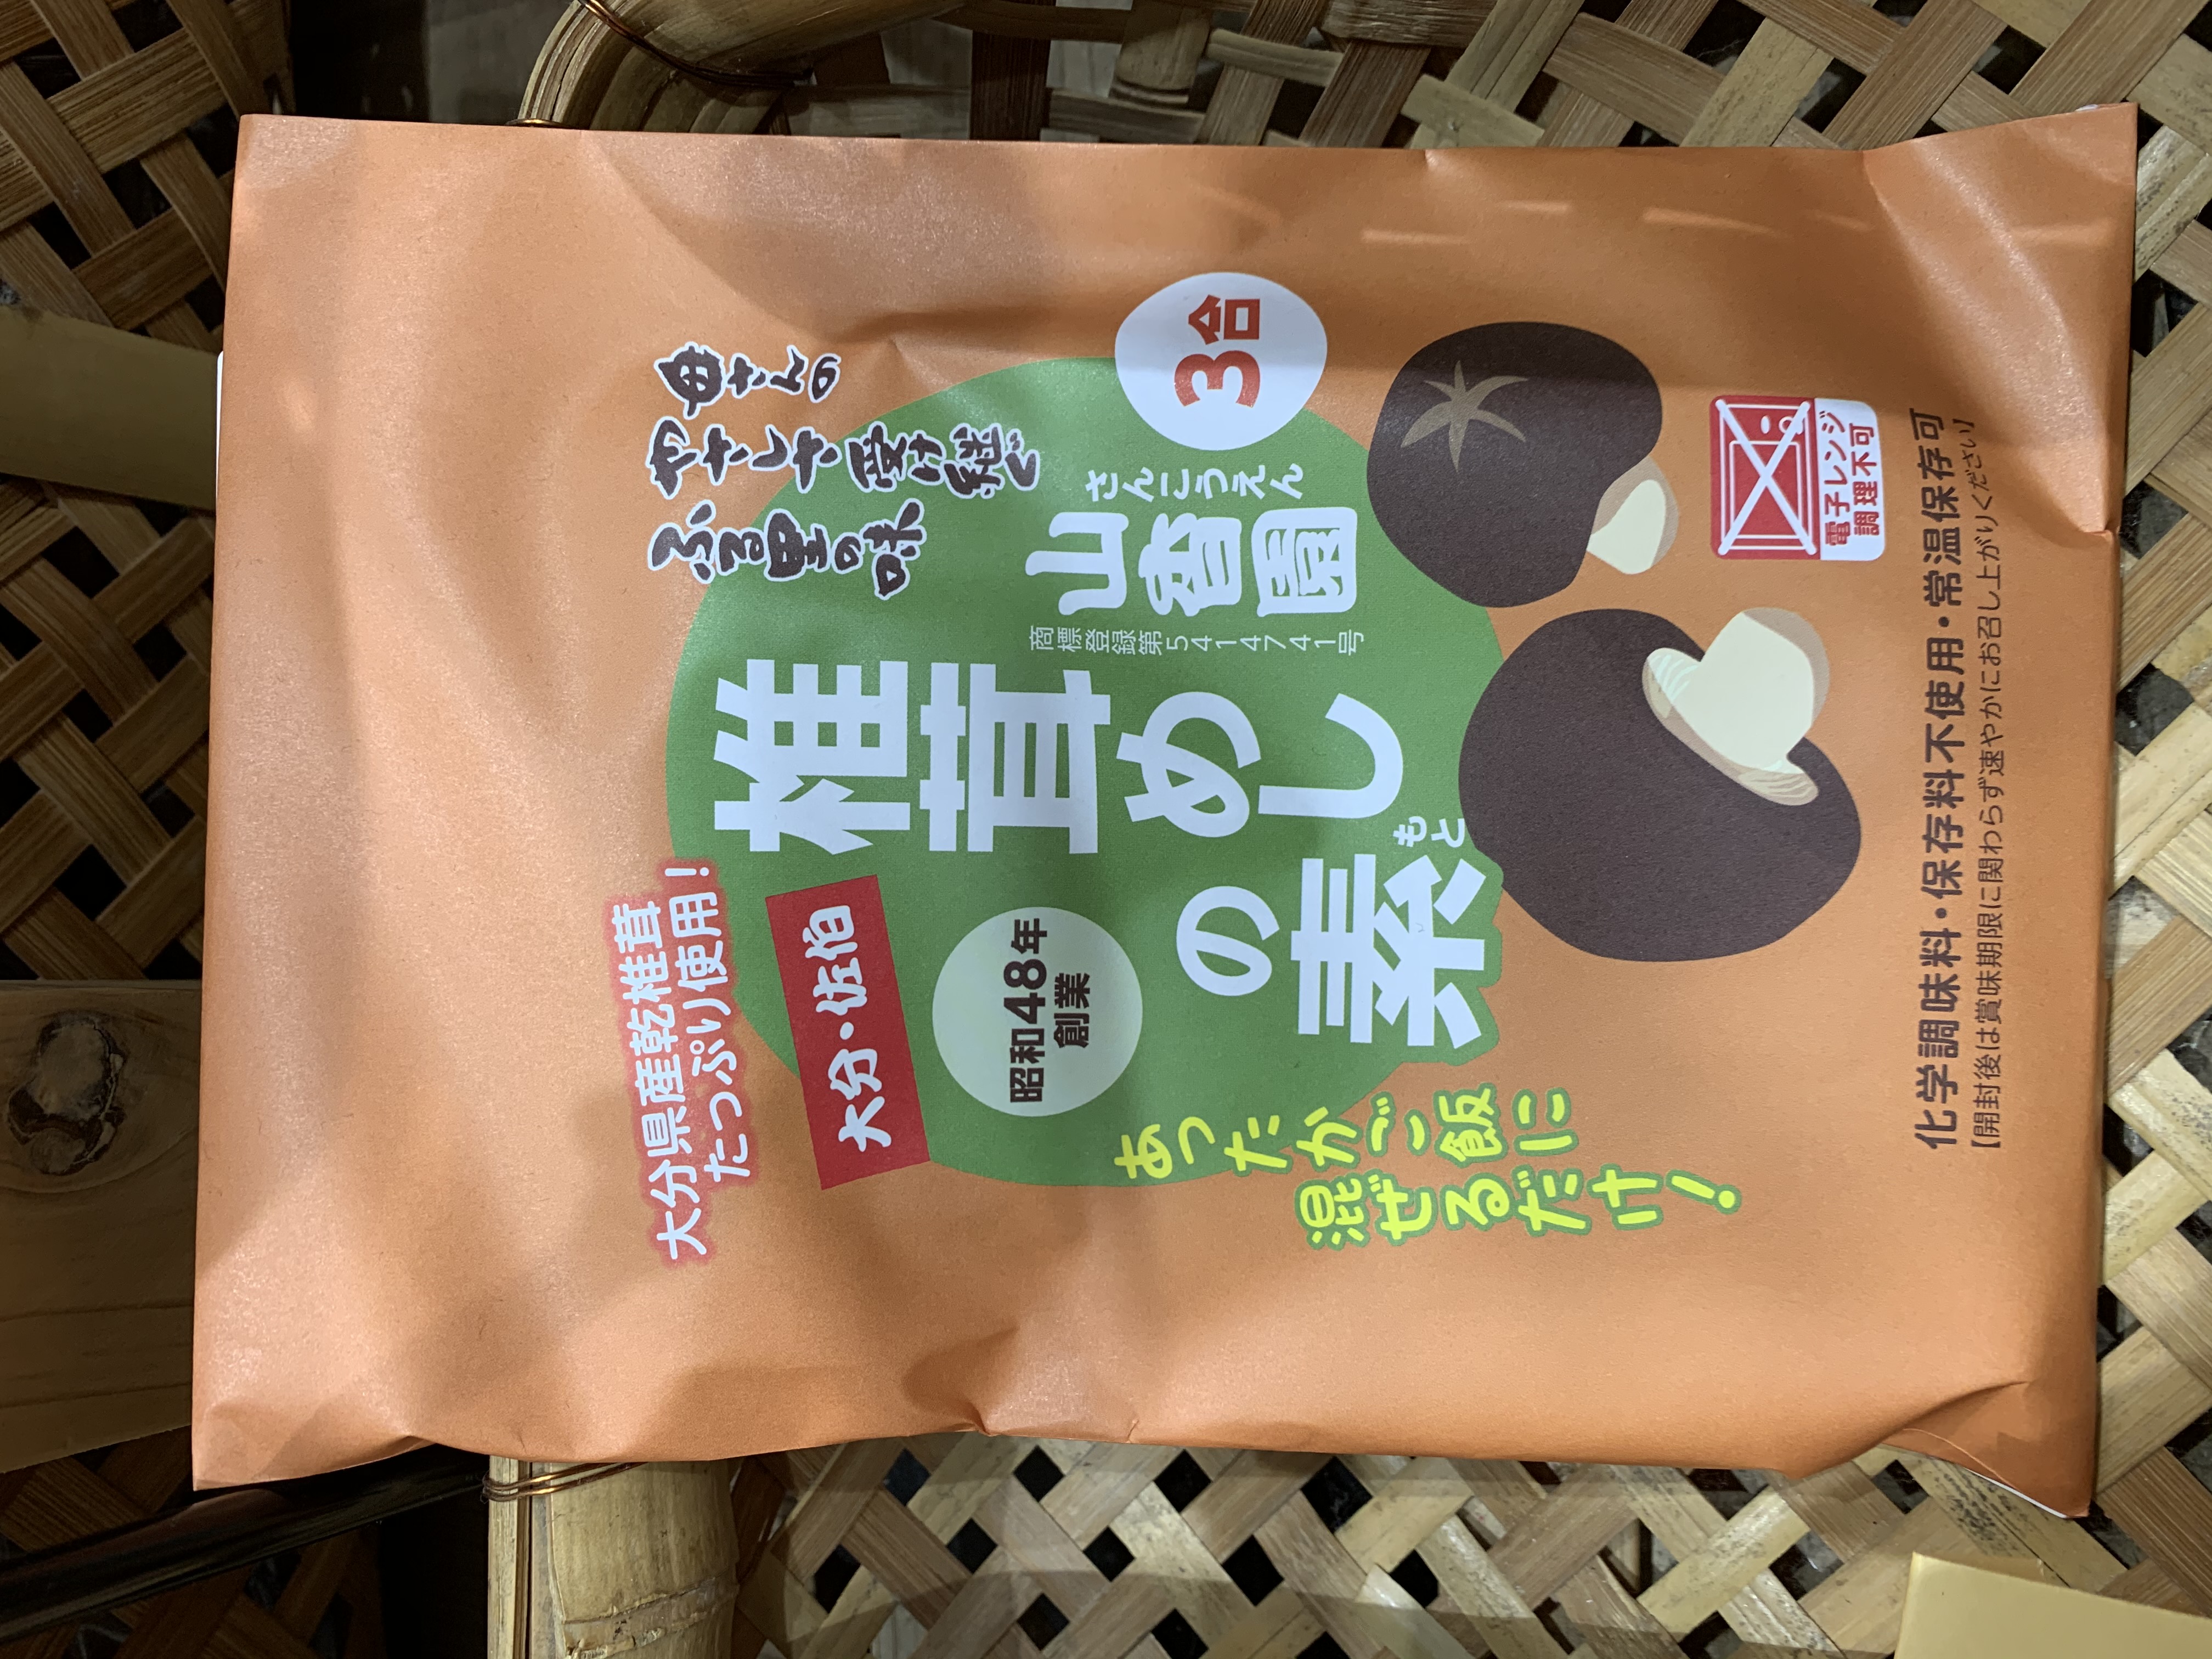 母さんの
やさしさ受け継ぐ
ふる里の味
大分県産乾椎茸
たっぷり使用!
大分・佐伯
昭和48年
創業
さんこうえん
山香園
商標登録第5414741号
3合
椎茸めし
の素
もと
あったかご飯に
混ぜるだけ!
電子レンジ
調理不可
化学調味料・保存料不使用・常温保存可
【開封後は賞味期限に関わらず速やかにお召し上がりください】